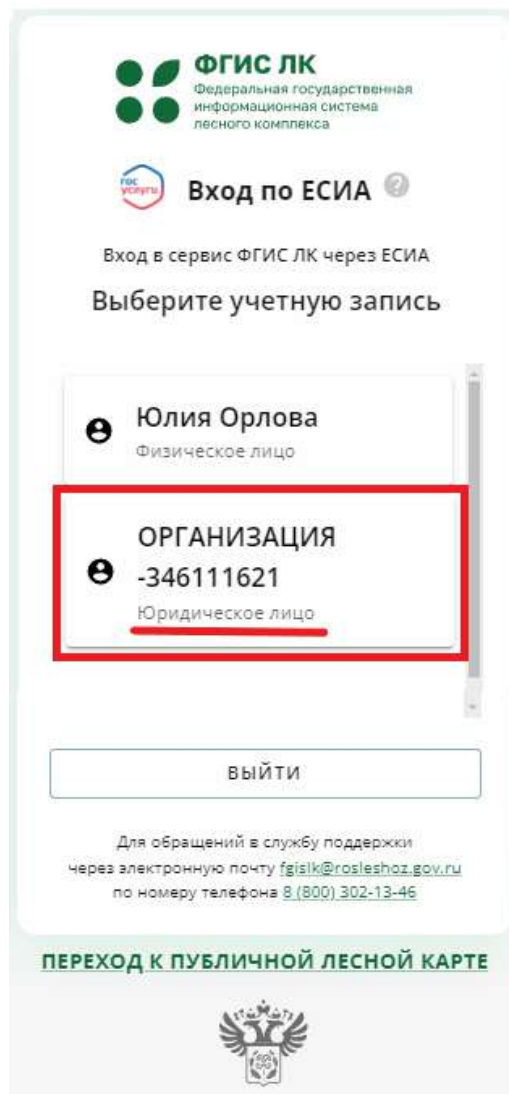 ФГИС ЛК
Федеральная государственная
информационная система
лесного комплекса
гос
услуги
Вход по ЕСИА ?
Вход в сервис ФГИС ЛК через ЕСИА
Выберите учетную запись
Юлия Орлова
Физическое лицо
ОРГАНИЗАЦИЯ
-346111621
Юридическое лицо
ВЫЙТИ
Для обращений в службу поддержки
через электронную почту fgislk@rosleshoz.gov.ru
по номеру телефона 8 (800) 302-13-46
ПЕРЕХОД К ПУБЛИЧНОЙ ЛЕСНОЙ КАРТЕ